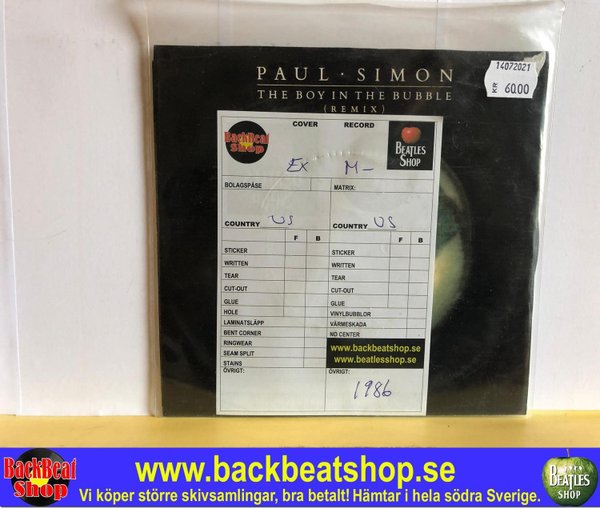 PAUL · SIMON
THE BOY IN THE BUBBLE
(REMIX)
14072021
KR 60.00
COVER RECORD
BackBeat Shop
BEATLES SHOP
EX M-
BOLAGSPÅSE MATRIX:
COUNTRY US COUNTRY US
F B F B
STICKER STICKER
WRITTEN WRITTEN
TEAR TEAR
CUT-OUT CUT-OUT
GLUE GLUE
HOLE VINYLBUBBLOR
LAMINATSLÄPP VÄRMESKADA
BENT CORNER NO CENTER
RINGWEAR
SEAM SPLIT
STAINS
www.backbeatshop.se
www.beatlesshop.se
ÖVRIGT: ÖVRIGT:
1986
BackBeat Shop
www.backbeatshop.se
Vi köper större skivsamlingar, bra betalt! Hämtar i hela södra Sverige.
BEATLES SHOP